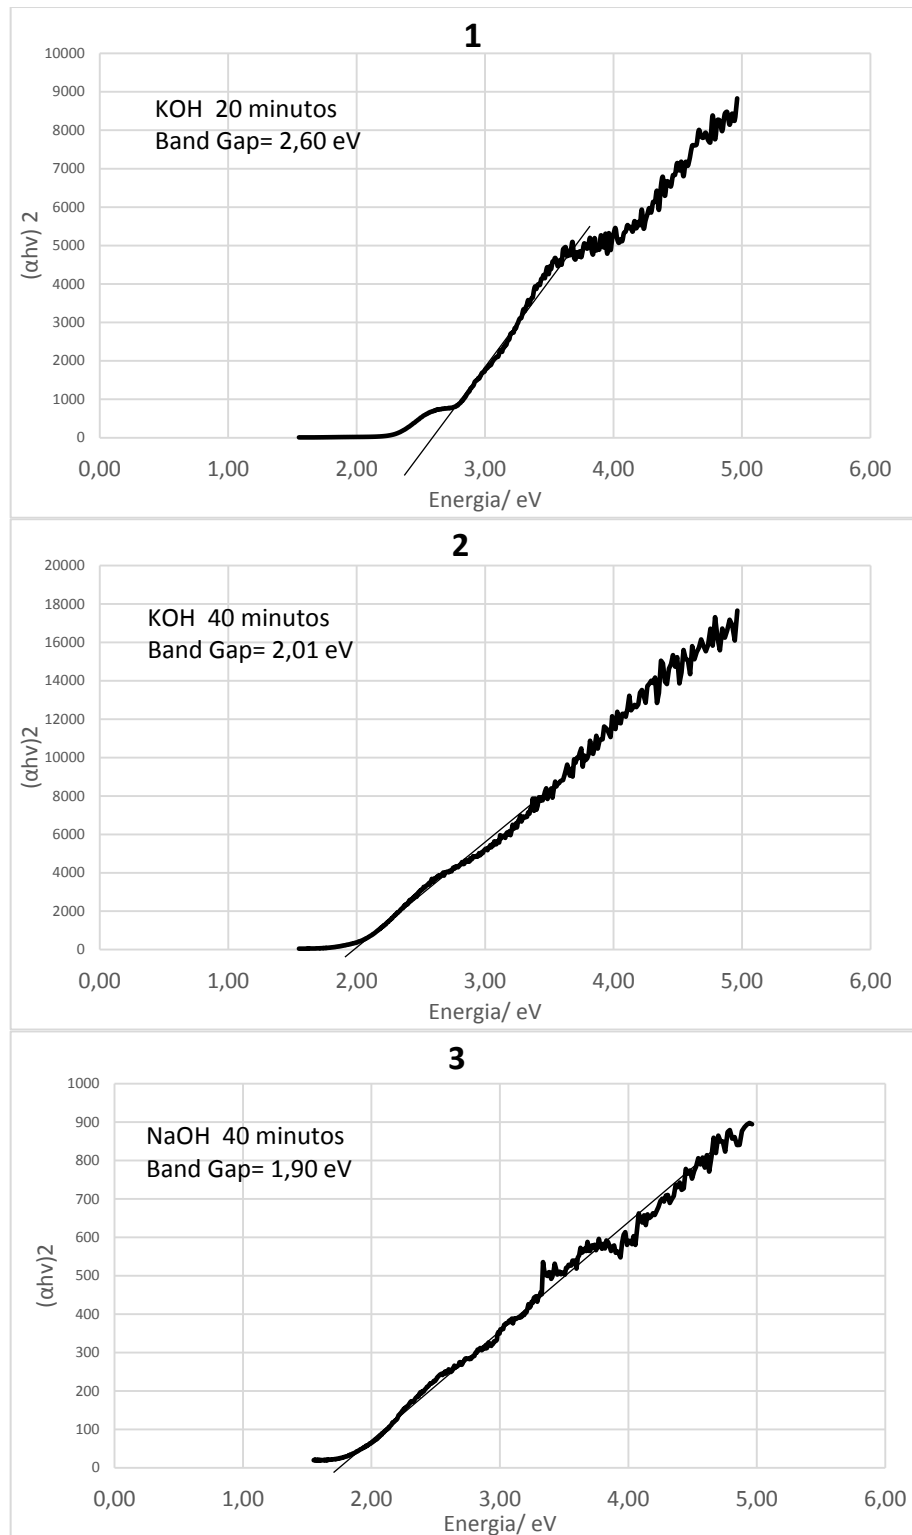 1
10000
9000
8000
7000
6000
5000
4000
3000
2000
1000
0
KOH 20 minutos
Band Gap= 2,60 eV
(αhv) 2
0,00 1,00 2,00 3,00 4,00 5,00 6,00
Energia/ eV
2
20000
18000
16000
14000
12000
10000
8000
6000
4000
2000
0
KOH 40 minutos
Band Gap= 2,01 eV
(αhv)2
0,00 1,00 2,00 3,00 4,00 5,00 6,00
Energia/ eV
3
1000
900
800
700
600
500
400
300
200
100
0
NaOH 40 minutos
Band Gap= 1,90 eV
(αhv)2
0,00 1,00 2,00 3,00 4,00 5,00 6,00
Energia/ eV